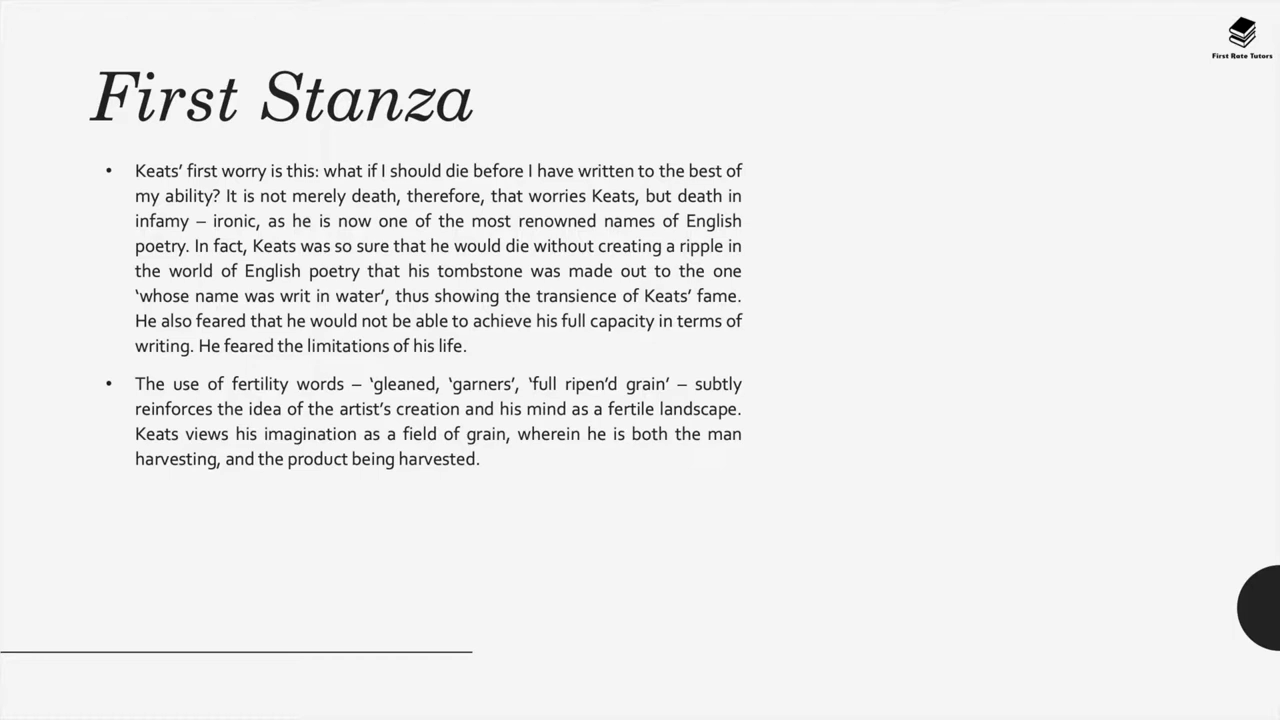 First Rate Tutors
First Stanza
• Keats’ first worry is this: what if I should die before I have written to the best of
my ability? It is not merely death, therefore, that worries Keats, but death in
infamy – ironic, as he is now one of the most renowned names of English
poetry. In fact, Keats was so sure that he would die without creating a ripple in
the world of English poetry that his tombstone was made out to the one
‘whose name was writ in water’, thus showing the transience of Keats’ fame.
He also feared that he would not be able to achieve his full capacity in terms of
writing. He feared the limitations of his life.
• The use of fertility words – ‘gleaned, ‘garners’, ‘full ripen’d grain’ – subtly
reinforces the idea of the artist’s creation and his mind as a fertile landscape.
Keats views his imagination as a field of grain, wherein he is both the man
harvesting, and the product being harvested.